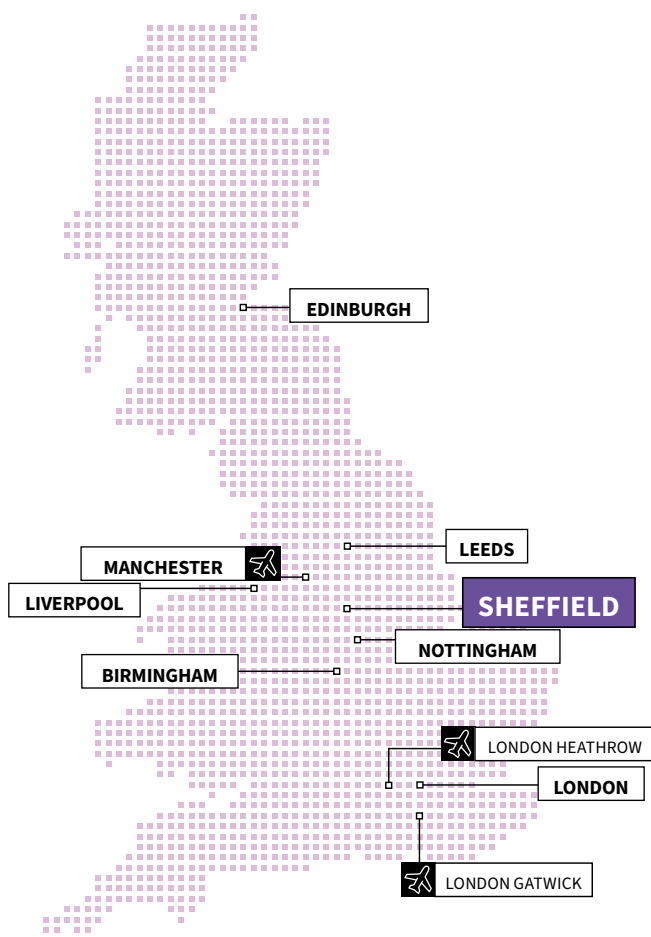 EDINBURGH
LEEDS
MANCHESTER
LIVERPOOL
SHEFFIELD
NOTTINGHAM
BIRMINGHAM
LONDON HEATHROW
LONDON
LONDON GATWICK